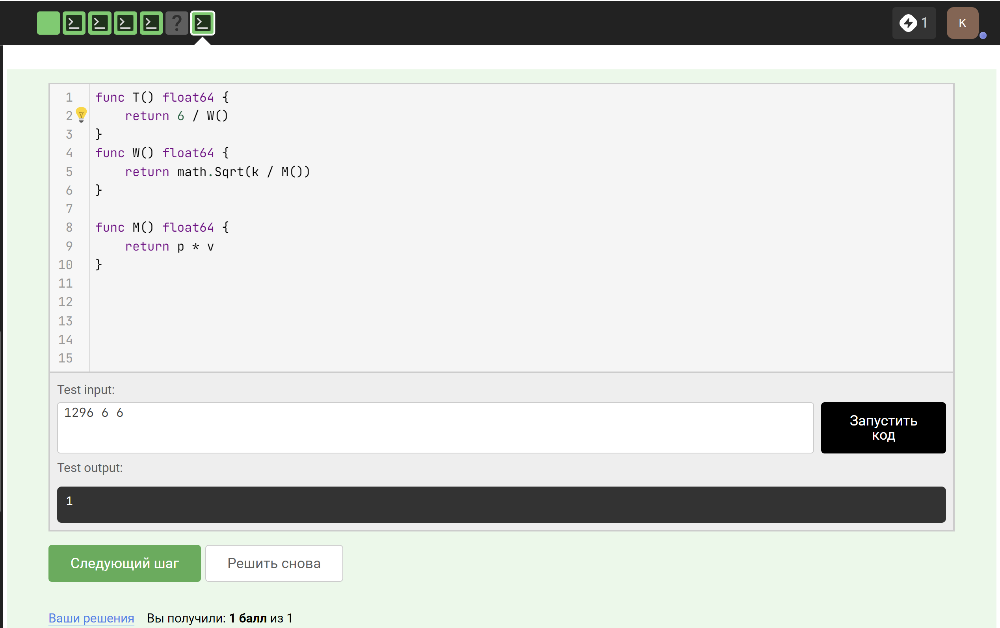 ? 1 K
1 func T() float64 {
2 return 6 / W()
3 }
4 func W() float64 {
5 return math.Sqrt(k / M())
6 }
7
8 func M() float64 {
9 return p * v
10 }
11
12
13
14
15
Test input:
1296 6 6
Запустить
код
Test output:
1
Следующий шаг Решить снова
Ваши решения Вы получили: 1 балл из 1